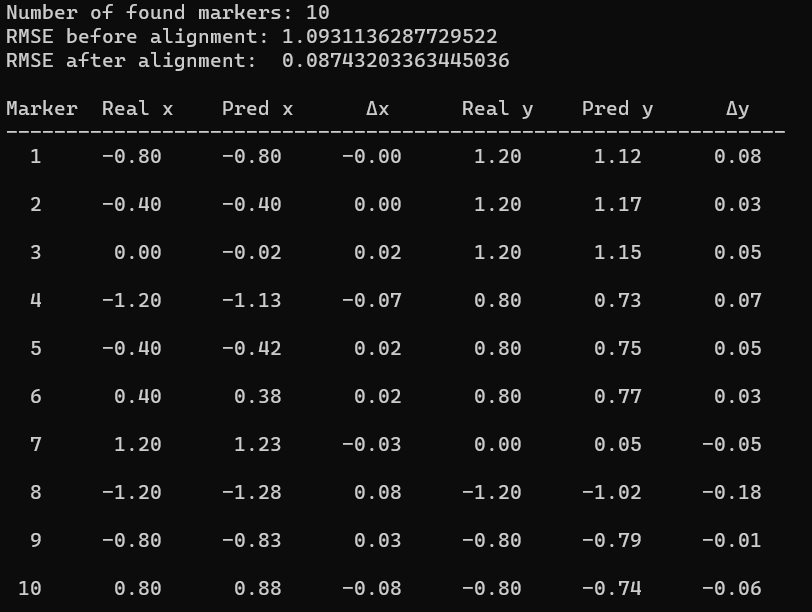 Number of found markers: 10
RMSE before alignment: 1.0931136287729522
RMSE after alignment:  0.08743203363445036
Marker  Real x    Pred x      Δx      Real y    Pred y      Δy
-----------------------------------------------------------------
  1     -0.80     -0.80     -0.00      1.20      1.12      0.08
  2     -0.40     -0.40      0.00      1.20      1.17      0.03
  3      0.00     -0.02      0.02      1.20      1.15      0.05
  4     -1.20     -1.13     -0.07      0.80      0.73      0.07
  5     -0.40     -0.42      0.02      0.80      0.75      0.05
  6      0.40      0.38      0.02      0.80      0.77      0.03
  7      1.20      1.23     -0.03      0.00      0.05     -0.05
  8     -1.20     -1.28      0.08     -1.20     -1.02     -0.18
  9     -0.80     -0.83      0.03     -0.80     -0.79     -0.01
 10      0.80      0.88     -0.08     -0.80     -0.74     -0.06